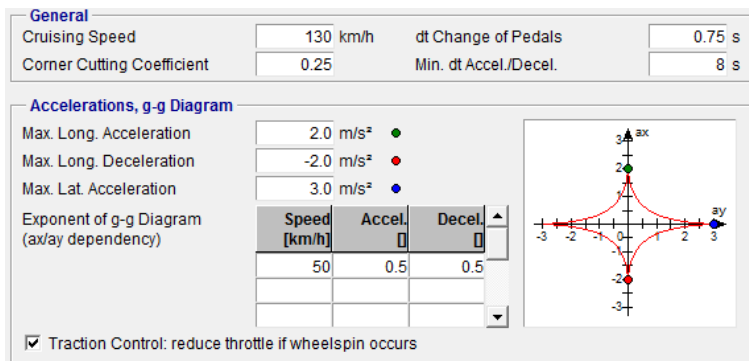 General
Cruising Speed 130 km/h dt Change of Pedals 0.75 s
Corner Cutting Coefficient 0.25 Min. dt Accel./Decel. 8 s
Accelerations, g-g Diagram
Max. Long. Acceleration 2.0 m/s²
Max. Long. Deceleration -2.0 m/s²
Max. Lat. Acceleration 3.0 m/s²
Exponent of g-g Diagram
(ax/ay dependency)
Speed Accel. Decel.
[km/h] [] []
50 0.5 0.5
ax
3
2
1
ay
-3 -2 -1 0 1 2 3
-2
-3
Traction Control: reduce throttle if wheelspin occurs